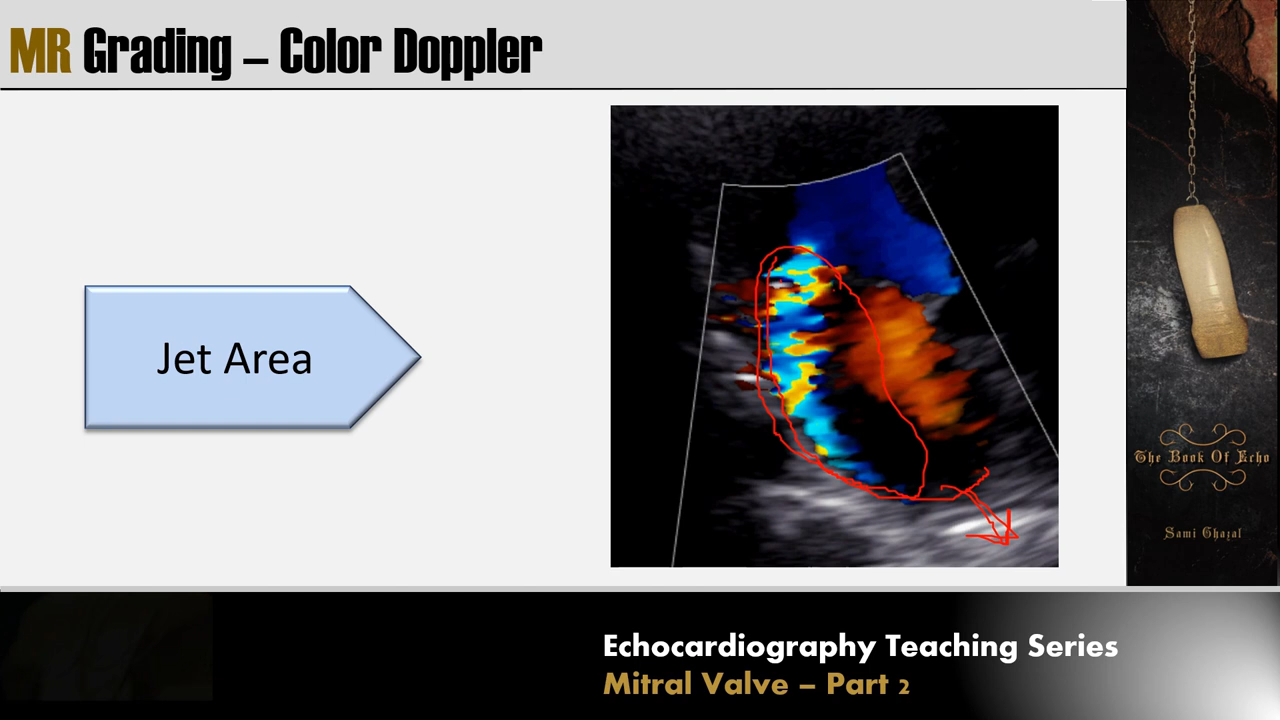 MR Grading – Color Doppler
Jet Area
The Book Of Echo
Sami Ghazal
Echocardiography Teaching Series
Mitral Valve – Part 2